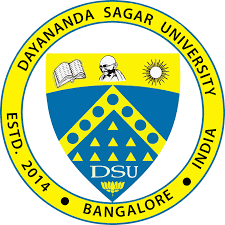 DAYANANDA SAGAR UNIVERSITY
ESTD. 2014 • BANGALORE • INDIA
DSU